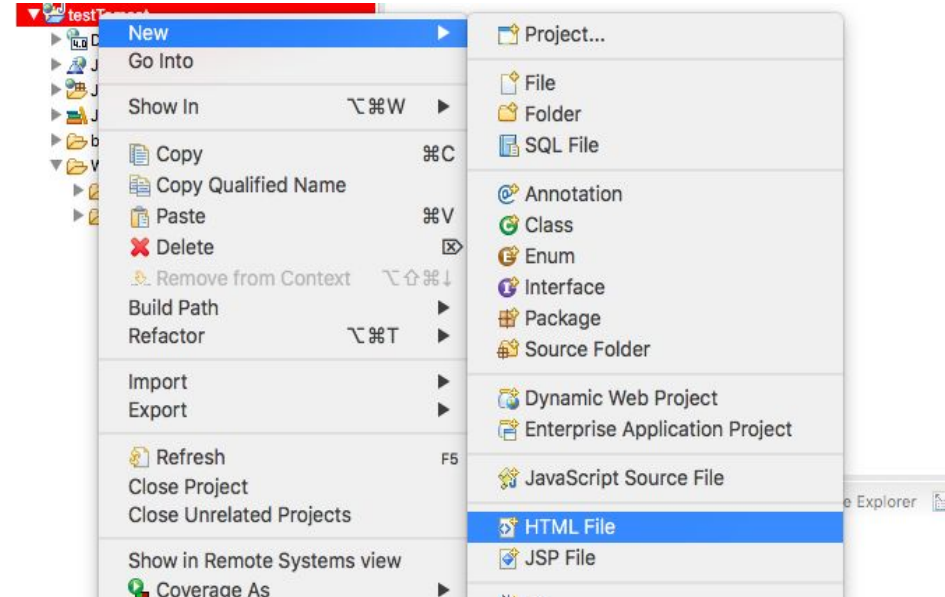 New
Go Into
Show In ⌥⌘W
Copy ⌘C
Copy Qualified Name
Paste ⌘V
Delete ⌦
Remove from Context ⌥⇧⌘↓
Build Path
Refactor ⌥⌘T
Import
Export
Refresh F5
Close Project
Close Unrelated Projects
Show in Remote Systems view
Coverage As
Project...
File
Folder
SQL File
Annotation
Class
Enum
Interface
Package
Source Folder
Dynamic Web Project
Enterprise Application Project
JavaScript Source File
HTML File
JSP File
Explorer